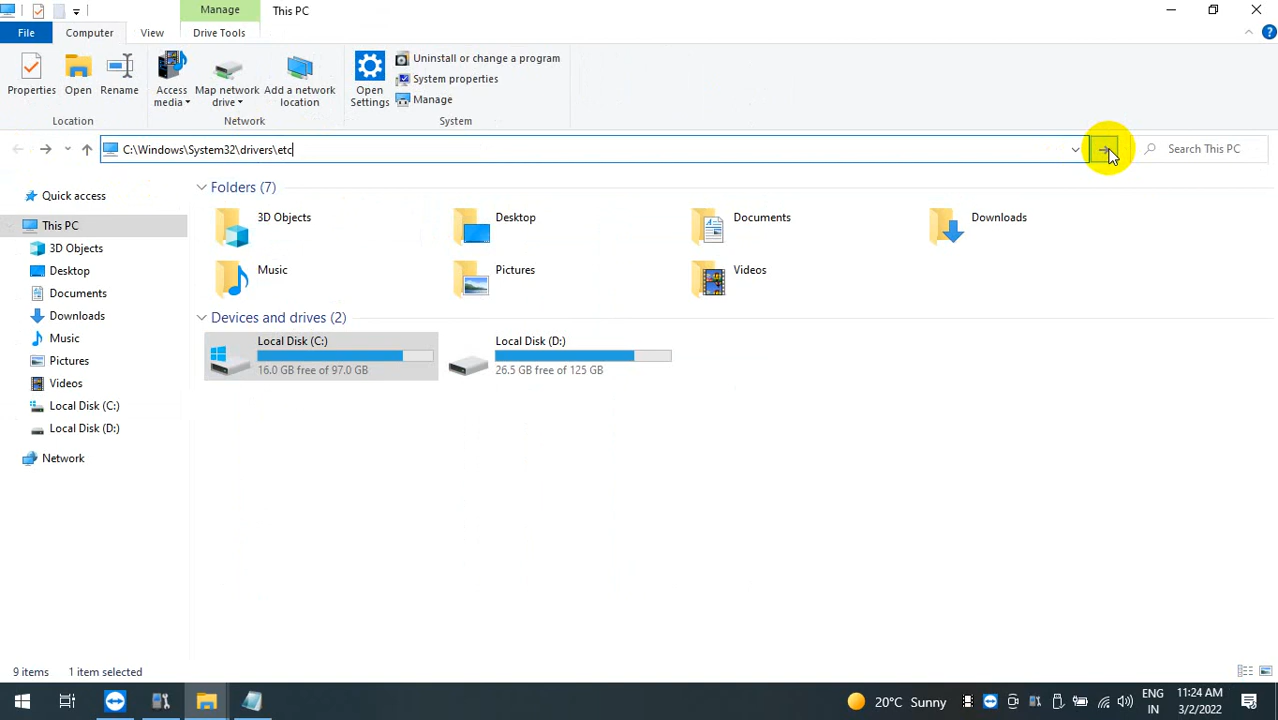 Manage
This PC
File
Computer
View
Drive Tools
Properties
Open
Rename
Access media
Map network drive
Add a network location
Open Settings
Uninstall or change a program
System properties
Manage
Location
Network
System
C:\Windows\System32\drivers\etc
Search This PC
Quick access
This PC
3D Objects
Desktop
Documents
Downloads
Music
Pictures
Videos
Local Disk (C:)
Local Disk (D:)
Network
Folders (7)
3D Objects
Desktop
Documents
Downloads
Music
Pictures
Videos
Devices and drives (2)
Local Disk (C:)
16.0 GB free of 97.0 GB
Local Disk (D:)
26.5 GB free of 125 GB
9 items
1 item selected
20°C Sunny
ENG
IN
11:24 AM
3/2/2022